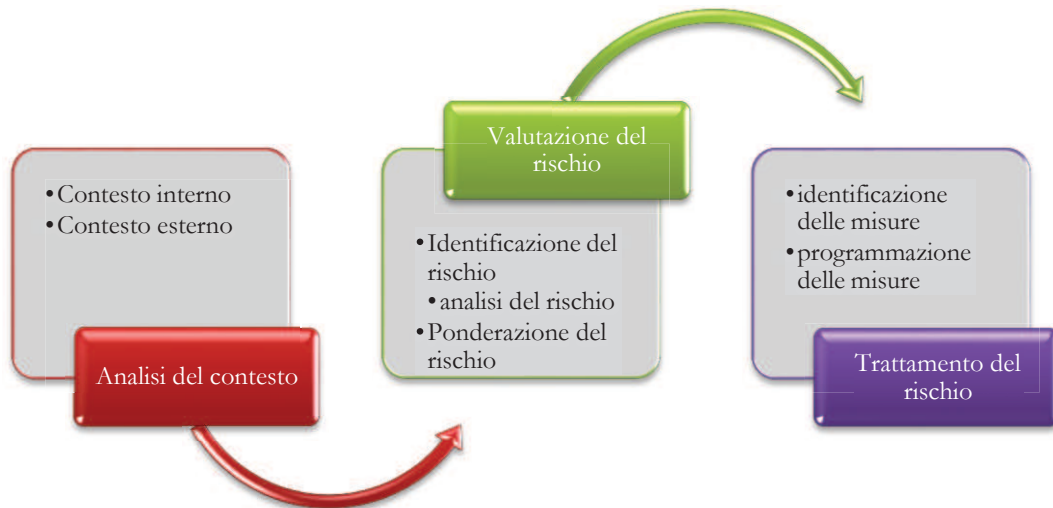 • Contesto interno
• Contesto esterno
Analisi del contesto
Valutazione del
rischio
• Identificazione del
rischio
• analisi del rischio
• Ponderazione del
rischio
• identificazione
delle misure
• programmazione
delle misure
Trattamento del
rischio